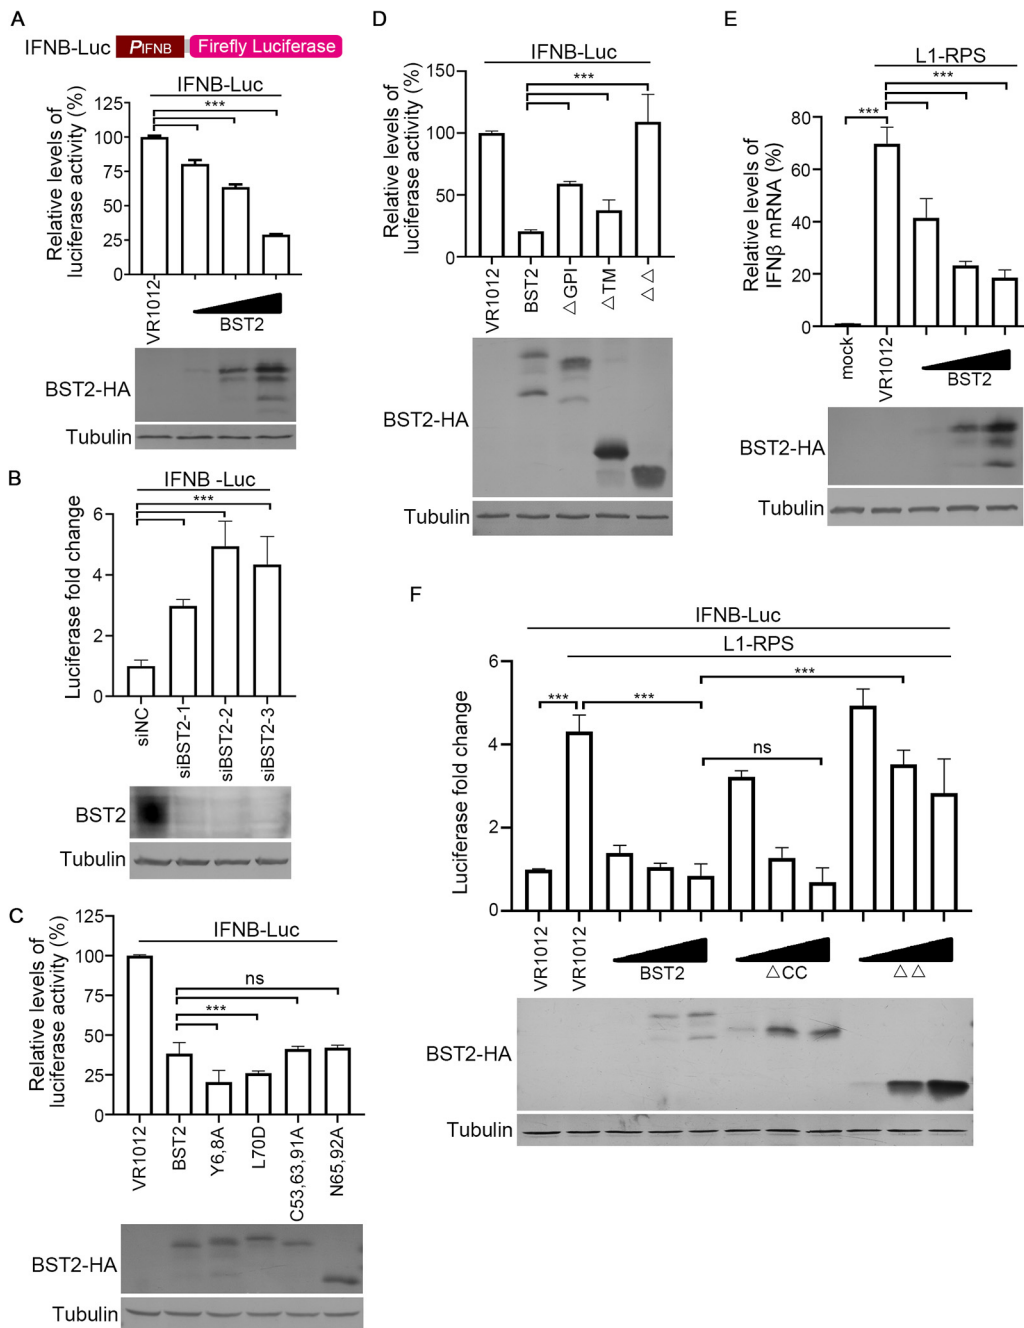 A
IFNB-Luc
PIFNB
Firefly Luciferase
IFNB-Luc
***
Relative levels of
luciferase activity (%)
125
100
75
50
25
0
VR1012
BST2
BST2-HA
Tubulin
B
IFNB -Luc
***
Luciferase fold change
6
4
2
0
siNC
siBST2-1
siBST2-2
siBST2-3
BST2
Tubulin
C
IFNB-Luc
ns
***
Relative levels of
luciferase activity (%)
125
100
75
50
25
0
VR1012
BST2
Y6,8A
L70D
C53,63,91A
N65,92A
BST2-HA
Tubulin
D
IFNB-Luc
***
Relative levels of
luciferase activity (%)
150
100
50
0
VR1012
BST2
△GPI
△TM
△△
BST2-HA
Tubulin
E
L1-RPS
***
***
Relative levels of
IFNβ mRNA (%)
80
60
40
20
0
mock
VR1012
BST2
BST2-HA
Tubulin
F
IFNB-Luc
L1-RPS
***
***
***
ns
Luciferase fold change
6
4
2
0
VR1012
VR1012
BST2
△CC
△△
BST2-HA
Tubulin